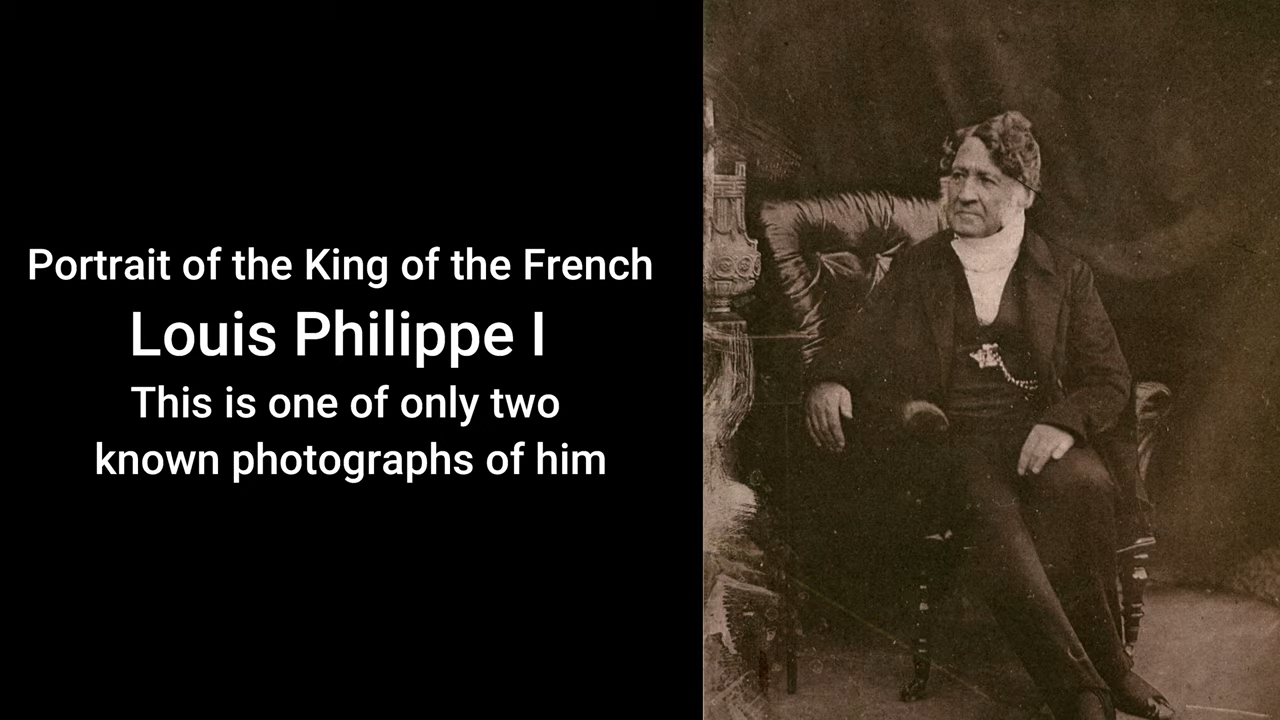 Portrait of the King of the French
Louis Philippe I
This is one of only two
known photographs of him